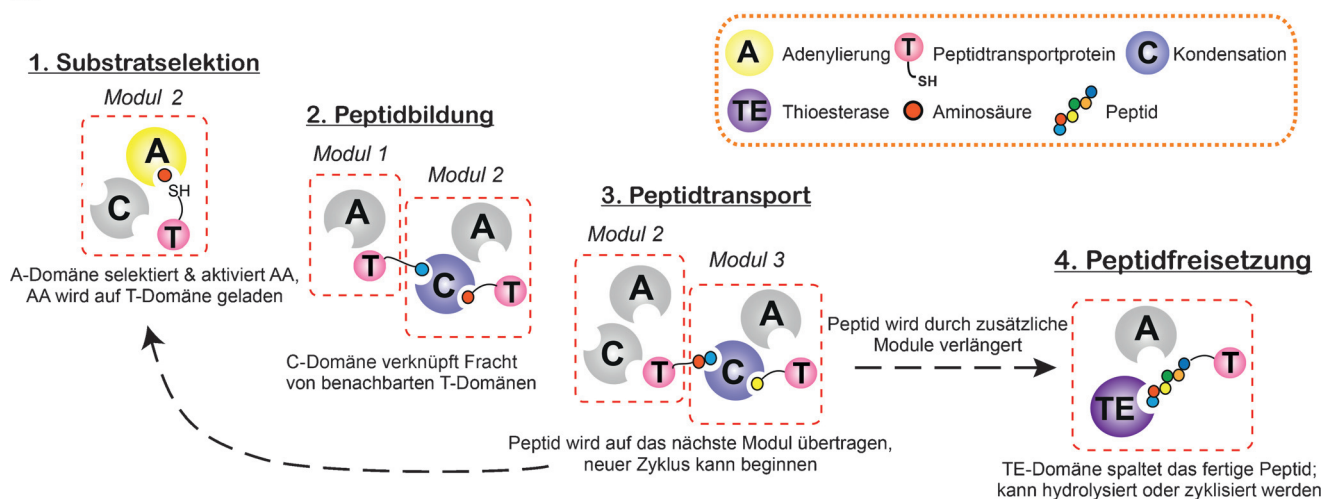 1. Substratselektion
Modul 2
A
SH
C
T
A-Domäne selektiert & aktiviert AA,
AA wird auf T-Domäne geladen
2. Peptidbildung
Modul 1
Modul 2
A
A
T
C
T
C-Domäne verknüpft Fracht
von benachbarten T-Domänen
3. Peptidtransport
Modul 2
Modul 3
A
A
C
T
C
T
Peptid wird auf das nächste Modul übertragen,
neuer Zyklus kann beginnen
Peptid wird durch zusätzliche
Module verlängert
A Adenylierung
T Peptidtransportprotein
SH
C Kondensation
TE Thioesterase
Aminosäure
Peptid
4. Peptidfreisetzung
A
T
TE
TE-Domäne spaltet das fertige Peptid;
kann hydrolysiert oder zyklisiert werden